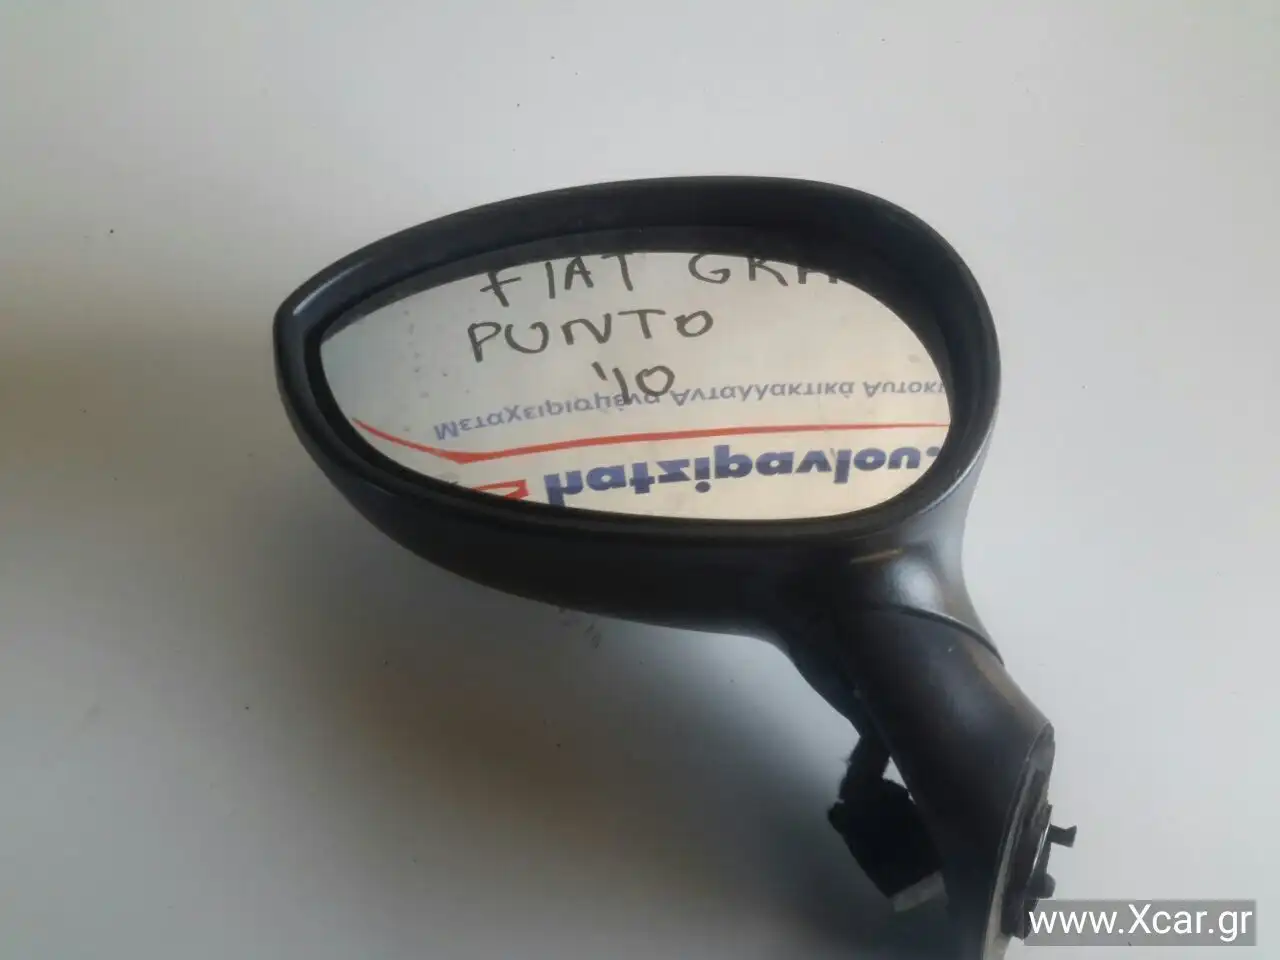 FIAT GRA
PUNTO
'10
Μεταχειρισμένα Ανταλλακτικά Αυτοκι
www.Xcar.gr